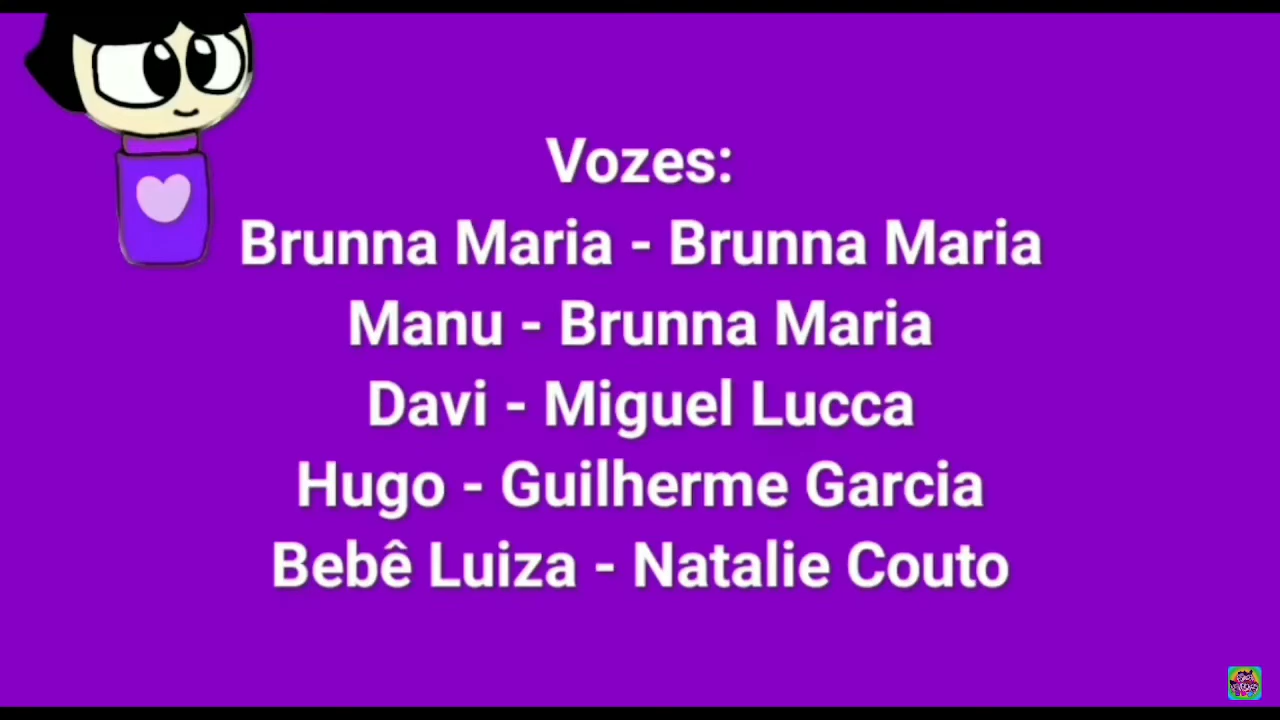 Vozes:
Brunna Maria - Brunna Maria
Manu - Brunna Maria
Davi - Miguel Lucca
Hugo - Guilherme Garcia
Bebê Luiza - Natalie Couto